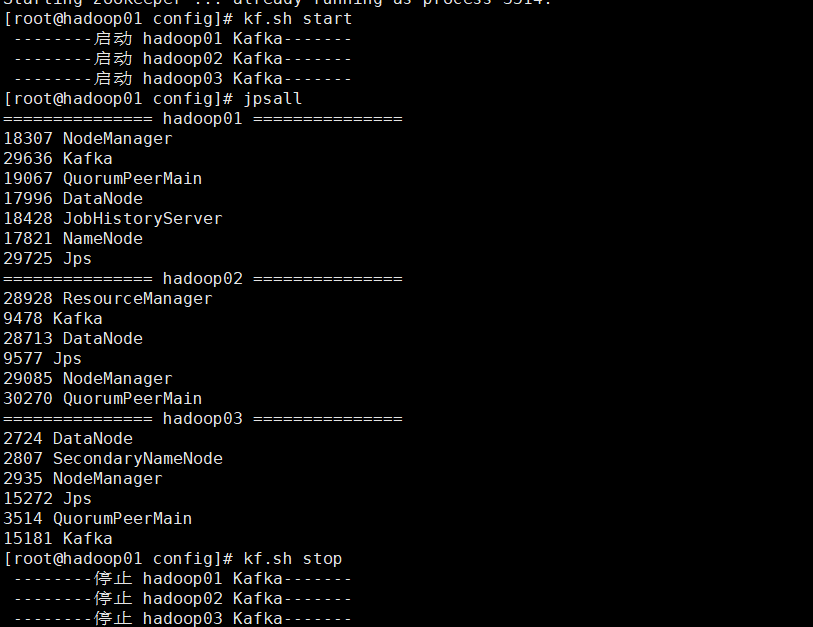 Starting zookeeper ... already running as process 3514.
[root@hadoop01 config]# kf.sh start
 --------启动 hadoop01 Kafka-------
 --------启动 hadoop02 Kafka-------
 --------启动 hadoop03 Kafka-------
[root@hadoop01 config]# jpsall
=============== hadoop01 ===============
18307 NodeManager
29636 Kafka
19067 QuorumPeerMain
17996 DataNode
18428 JobHistoryServer
17821 NameNode
29725 Jps
=============== hadoop02 ===============
28928 ResourceManager
9478 Kafka
28713 DataNode
9577 Jps
29085 NodeManager
30270 QuorumPeerMain
=============== hadoop03 ===============
2724 DataNode
2807 SecondaryNameNode
2935 NodeManager
15272 Jps
3514 QuorumPeerMain
15181 Kafka
[root@hadoop01 config]# kf.sh stop
 --------停止 hadoop01 Kafka-------
 --------停止 hadoop02 Kafka-------
 --------停止 hadoop03 Kafka-------